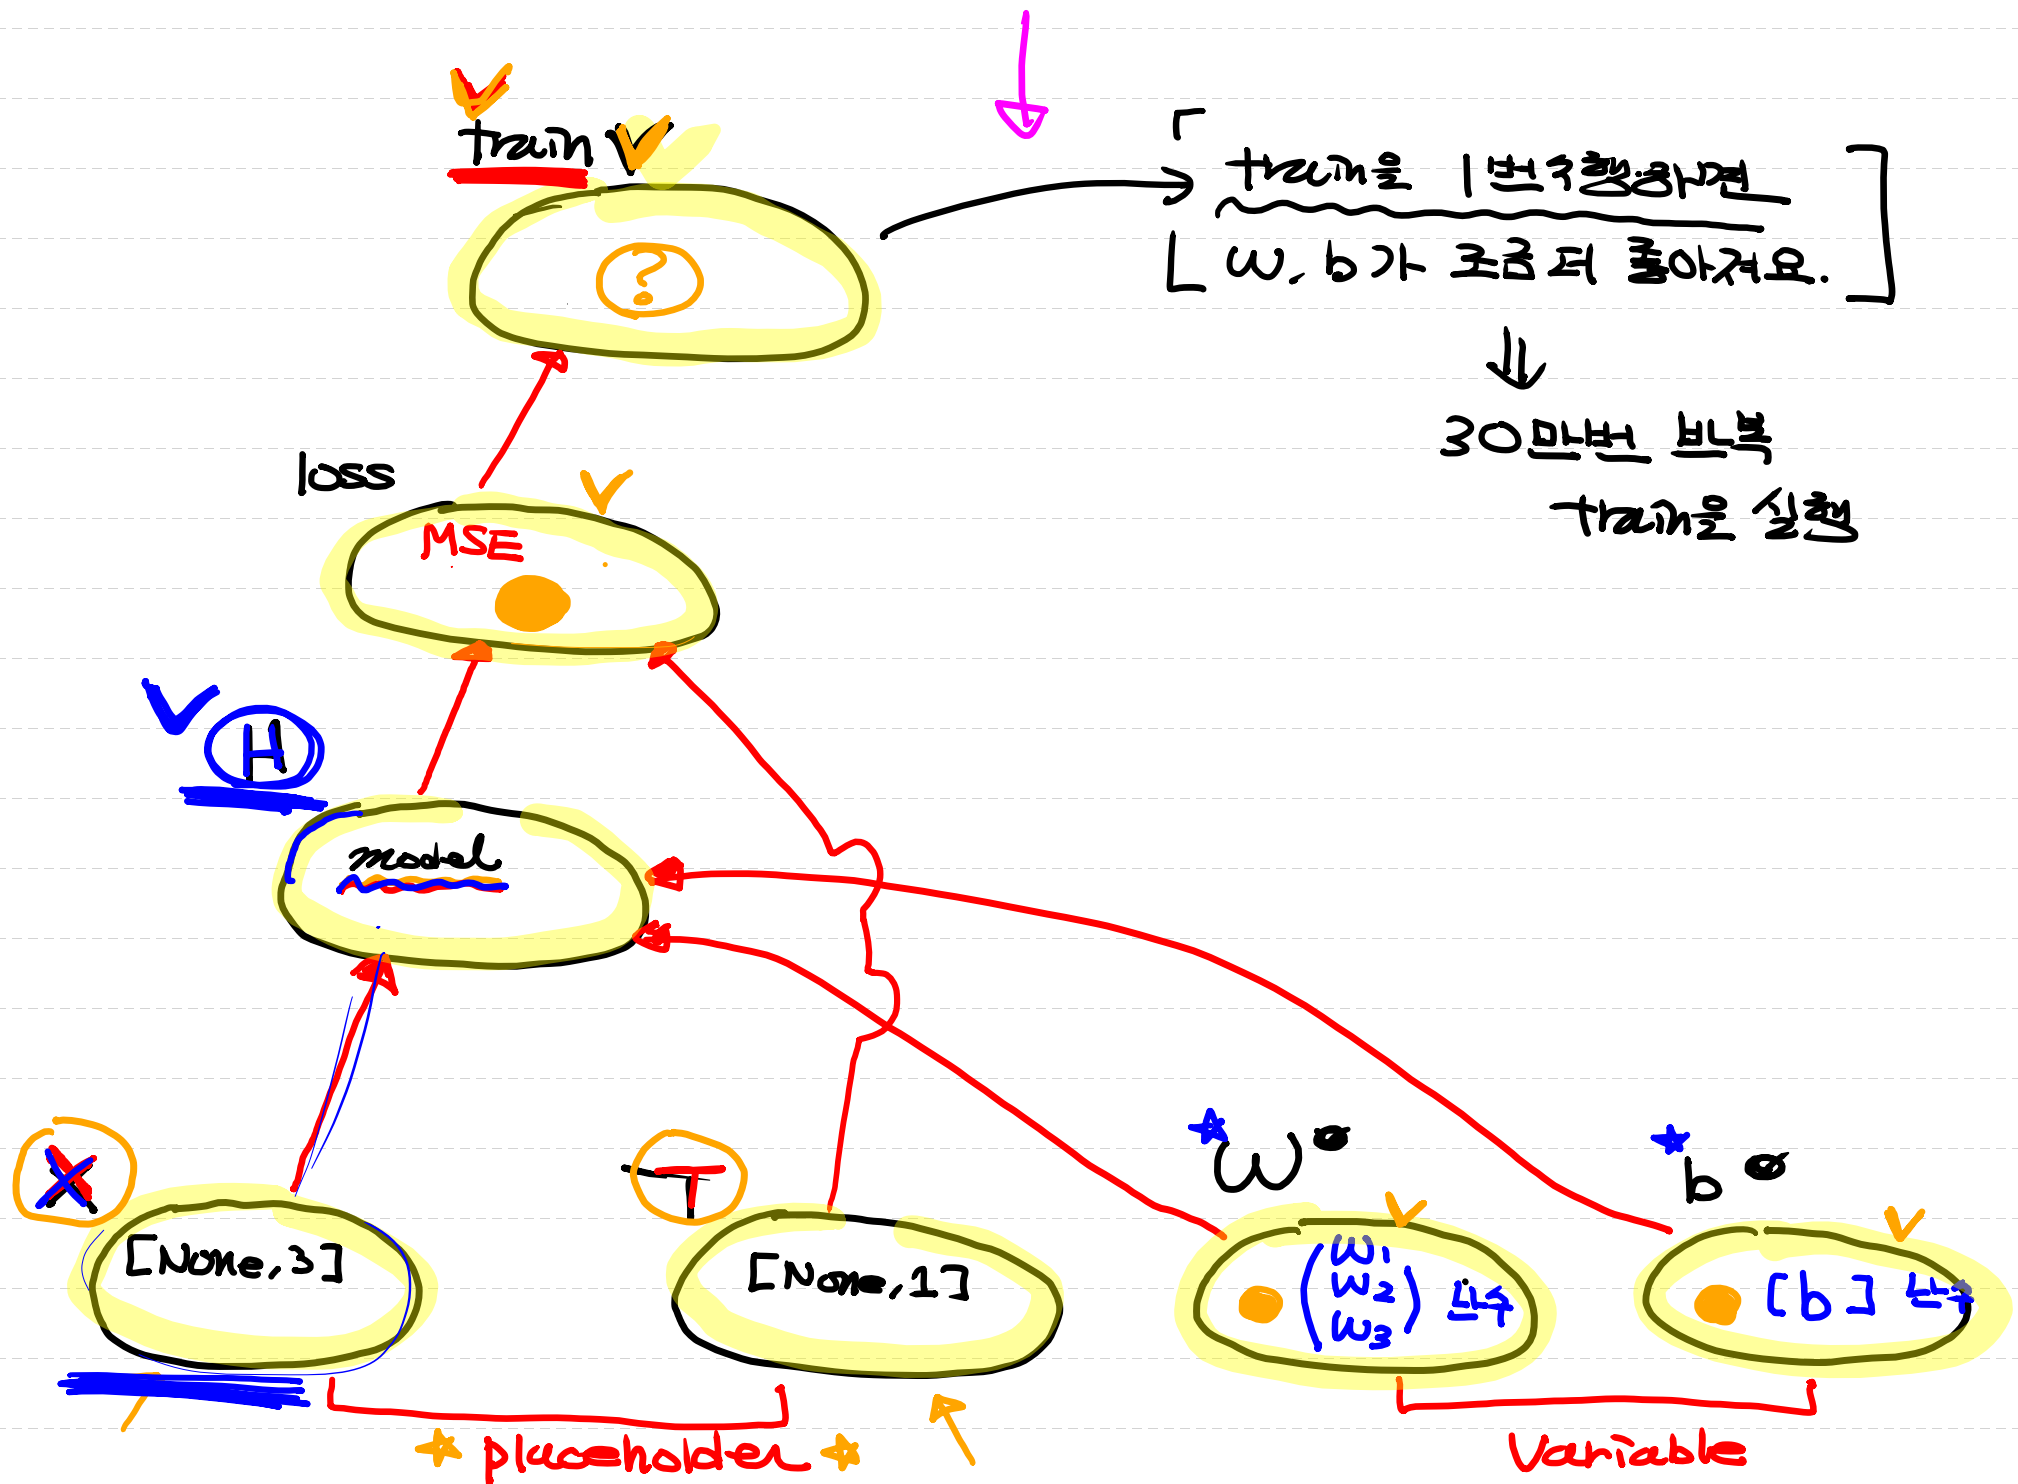 train
?
train을 1번 수행하면
W, b가 조금 더 좋아져요.
30만번 반복
train을 실행
loss
MSE
H
model
X
T
W
b
[None, 3]
[None, 1]
W1
W2
W3
난수
[b] 난수
placeholder
Variable